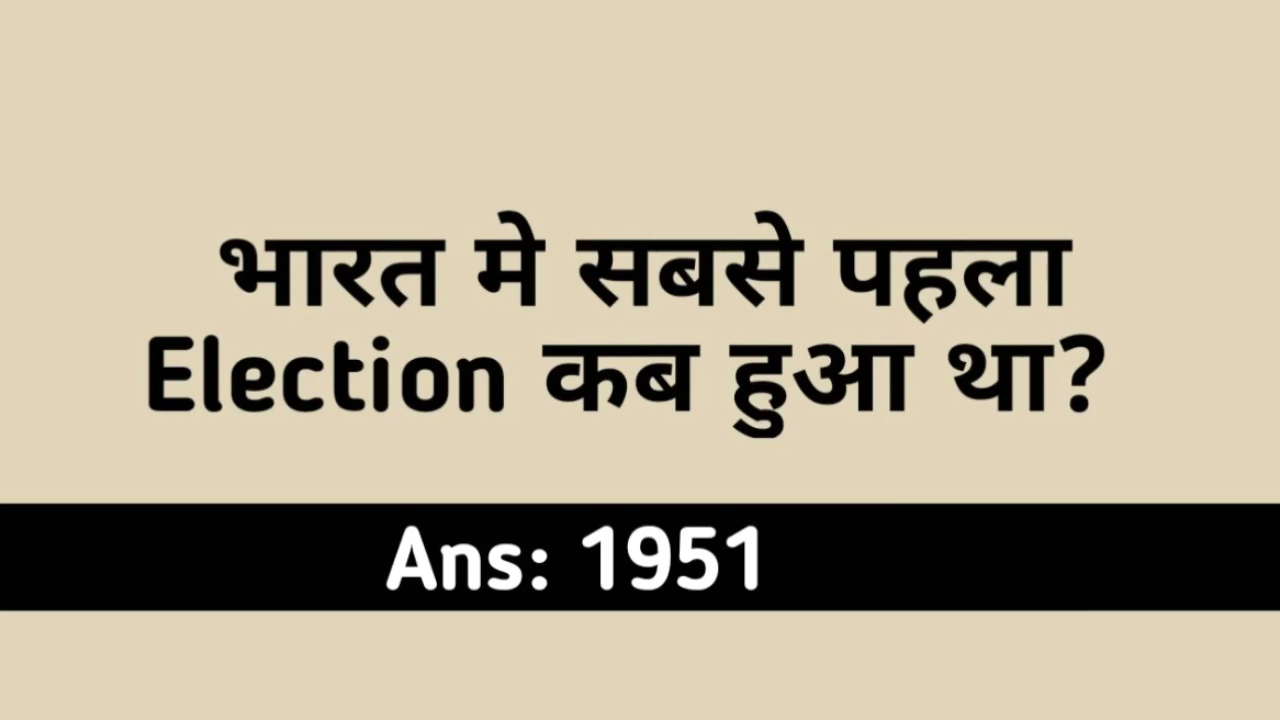 भारत मे सबसे पहला
Election कब हुआ था?
Ans: 1951